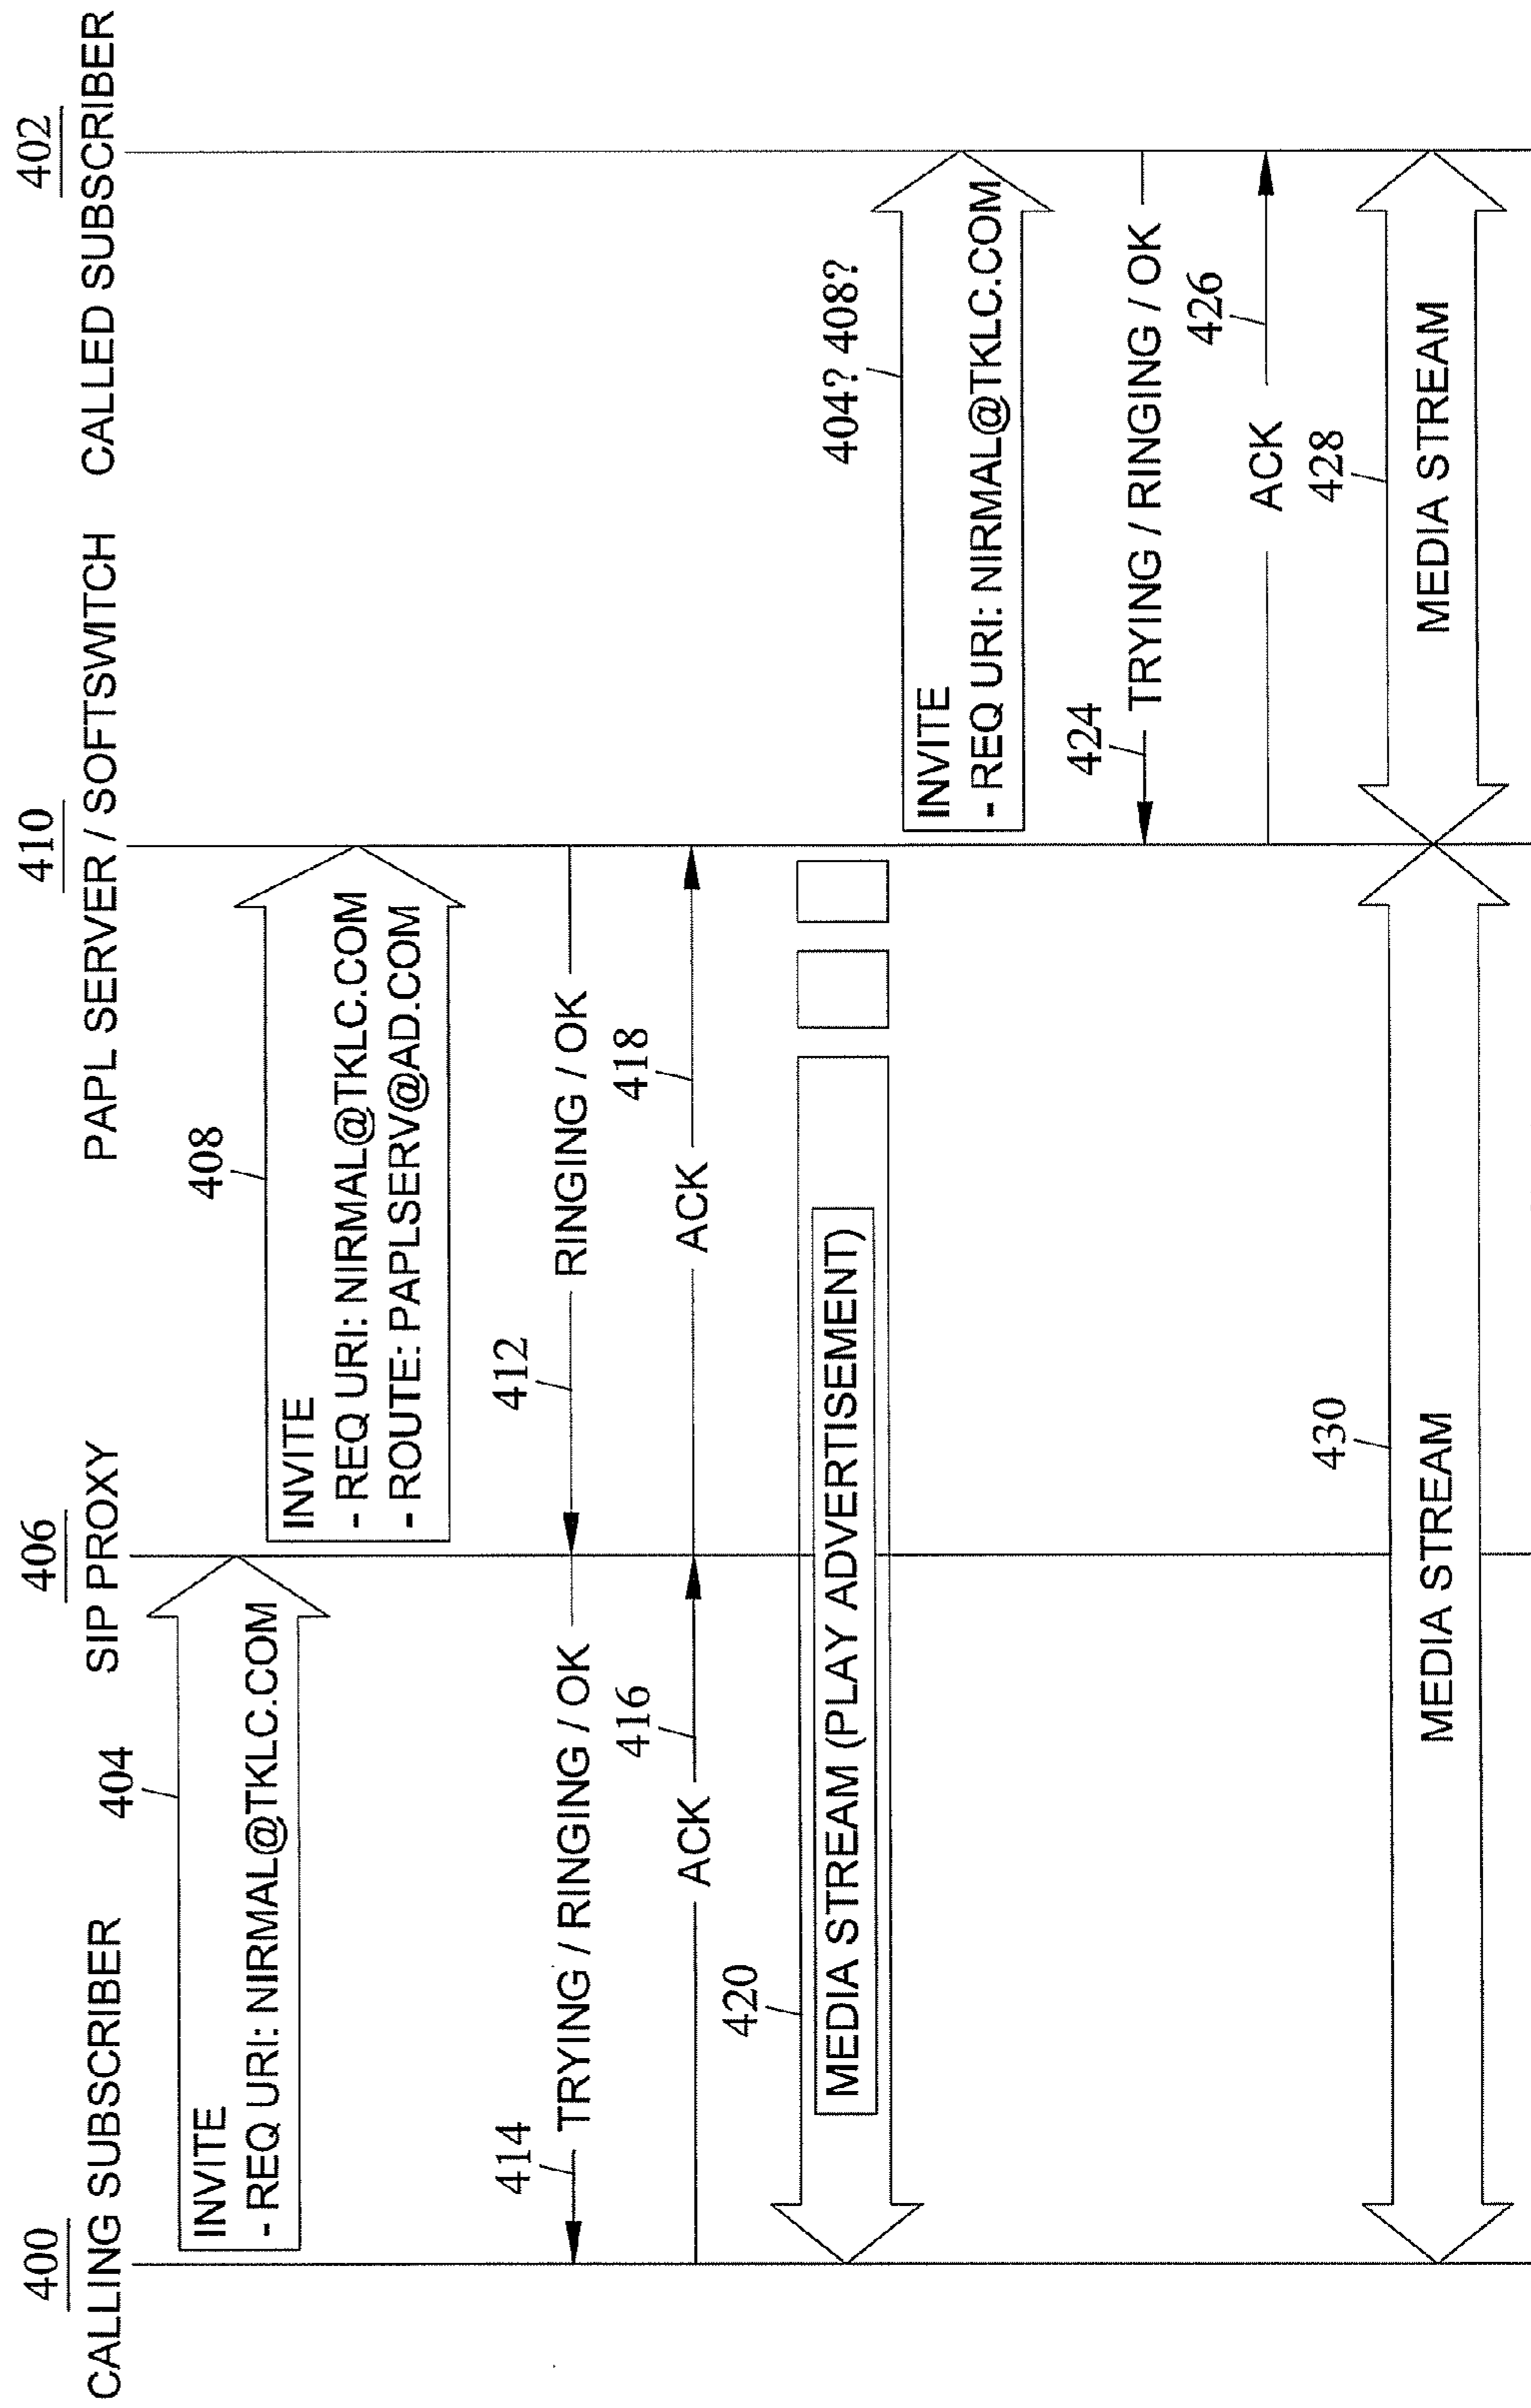 400
CALLING SUBSCRIBER
406
SIP PROXY
410
PAPL SERVER / SOFTSWITCH
402
CALLED SUBSCRIBER
404
INVITE
- REQ URI: NIRMAL@TKLC.COM
408
INVITE
- REQ URI: NIRMAL@TKLC.COM
- ROUTE: PAPLSERV@AD.COM
412
RINGING / OK
414
TRYING / RINGING / OK
416
ACK
418
ACK
420
MEDIA STREAM (PLAY ADVERTISEMENT)
404? 408?
INVITE
- REQ URI: NIRMAL@TKLC.COM
424
TRYING / RINGING / OK
426
ACK
428
MEDIA STREAM
430
MEDIA STREAM